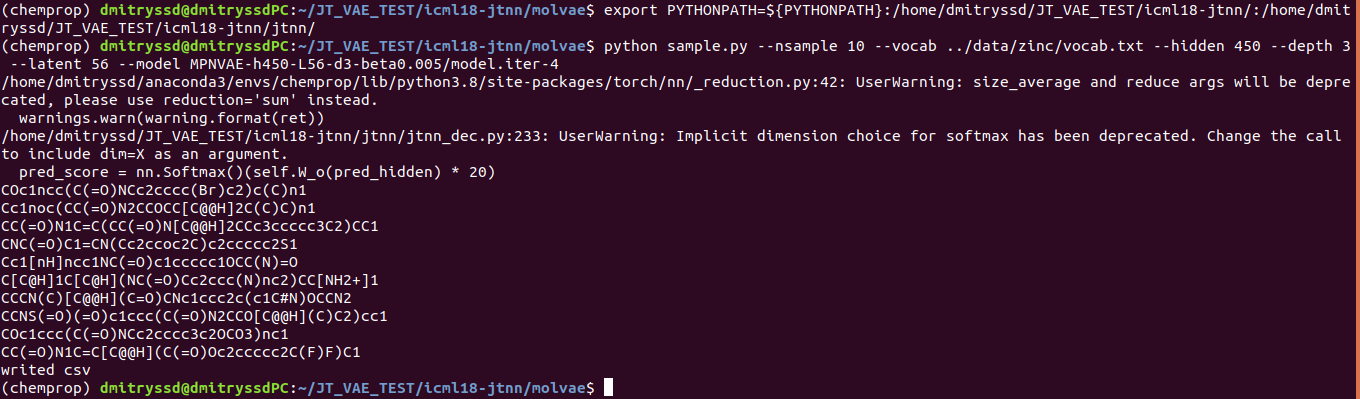 (chemprop) dmitryssd@dmitryssdPC:~/JT_VAE_TEST/icml18-jtnn/molvae$ export PYTHONPATH=${PYTHONPATH}:/home/dmitryssd/JT_VAE_TEST/icml18-jtnn/:/home/dmit
ryssd/JT_VAE_TEST/icml18-jtnn/jtnn/
(chemprop) dmitryssd@dmitryssdPC:~/JT_VAE_TEST/icml18-jtnn/molvae$ python sample.py --nsample 10 --vocab ../data/zinc/vocab.txt --hidden 450 --depth 3
 --latent 56 --model MPNVAE-h450-L56-d3-beta0.005/model.iter-4
/home/dmitryssd/anaconda3/envs/chemprop/lib/python3.8/site-packages/torch/nn/_reduction.py:42: UserWarning: size_average and reduce args will be depre
cated, please use reduction='sum' instead.
  warnings.warn(warning.format(ret))
/home/dmitryssd/JT_VAE_TEST/icml18-jtnn/jtnn/jtnn_dec.py:233: UserWarning: Implicit dimension choice for softmax has been deprecated. Change the call
to include dim=X as an argument.
  pred_score = nn.Softmax()(self.W_o(pred_hidden) * 20)
COc1ncc(C(=O)NCc2cccc(Br)c2)c(C)n1
Cc1noc(CC(=O)N2CCOCC[C@@H]2C(C)C)n1
CC(=O)N1C=C(CC(=O)N[C@@H]2CCc3ccccc3C2)CC1
CNC(=O)C1=CN(Cc2ccoc2C)c2ccccc2S1
Cc1[nH]ncc1NC(=O)c1ccccc1OCC(N)=O
C[C@H]1C[C@H](NC(=O)Cc2ccc(N)nc2)CC[NH2+]1
CCCN(C)[C@@H](C=O)CNc1ccc2c(c1C#N)OCCN2
CCNS(=O)(=O)c1ccc(C(=O)N2CCO[C@@H](C)C2)cc1
COc1ccc(C(=O)NCc2cccc3c2OCO3)nc1
CC(=O)N1C=C[C@@H](C(=O)Oc2ccccc2C(F)F)C1
writed csv
(chemprop) dmitryssd@dmitryssdPC:~/JT_VAE_TEST/icml18-jtnn/molvae$